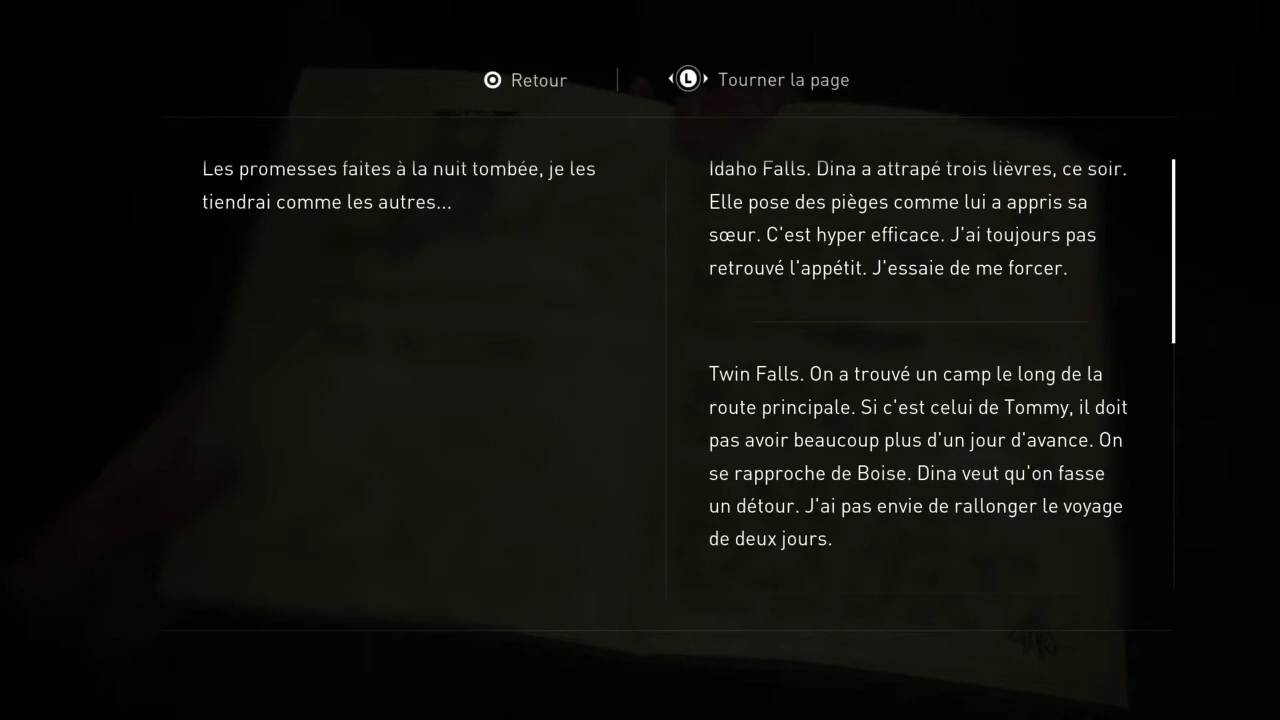 Retour
L Tourner la page
Les promesses faites à la nuit tombée, je les
tiendrai comme les autres...
Idaho Falls. Dina a attrapé trois lièvres, ce soir.
Elle pose des pièges comme lui a appris sa
sœur. C'est hyper efficace. J'ai toujours pas
retrouvé l'appétit. J'essaie de me forcer.
Twin Falls. On a trouvé un camp le long de la
route principale. Si c'est celui de Tommy, il doit
pas avoir beaucoup plus d'un jour d'avance. On
se rapproche de Boise. Dina veut qu'on fasse
un détour. J'ai pas envie de rallonger le voyage
de deux jours.